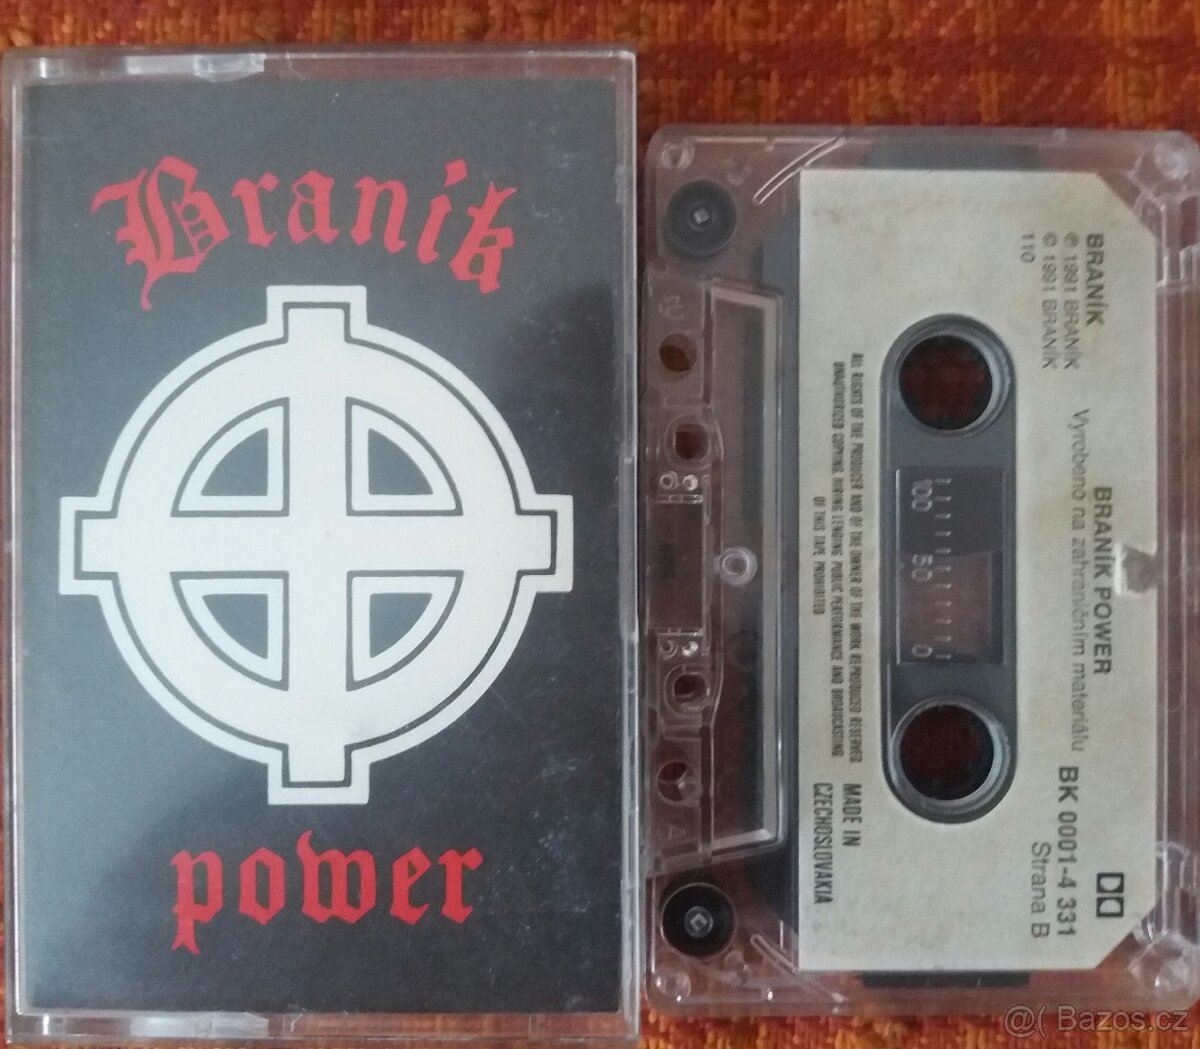 Braník
power
BRANÍK
℗ 1991 BRANÍK
© 1991 BRANÍK
110
BRANÍK POWER
Vyrobeno na zahraničním materiálu
BK 0001-4 331
Strana B
100 50 0
ALL RIGHTS OF THE PRODUCER AND OF THE OWNER OF THE WORK REPRODUCED RESERVED
UNAUTHORIZED COPYING HIRING LENDING PUBLIC PERFORMANCE AND BROADCASTING
OF THIS TAPE PROHIBITED
MADE IN
CZECHOSLOVAKIA
@( Bazos.cz